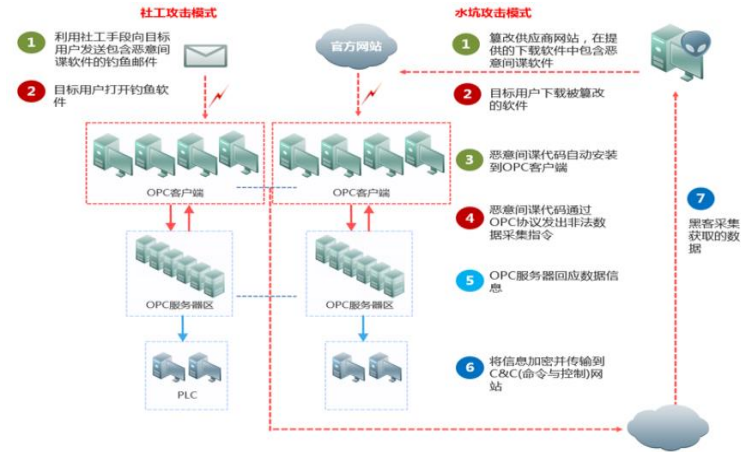 社工攻击模式
水坑攻击模式
1
利用社工手段向目标
用户发送包含恶意间
谍软件的钓鱼邮件
2
目标用户打开钓鱼软
件
官方网站
1
篡改供应商网站，在提
供的下载软件中包含恶
意间谍软件
2
目标用户下载被篡改
的软件
OPC客户端
OPC客户端
3
恶意间谍代码自动安装
到OPC客户端
4
恶意间谍代码通过
OPC协议发出非法数
据采集指令
OPC服务器区
OPC服务器区
5
OPC服务器回应数据信
息
PLC
6
将信息加密并传输到
C&C(命令与控制)网
站
7
黑客采集
获取的数
据